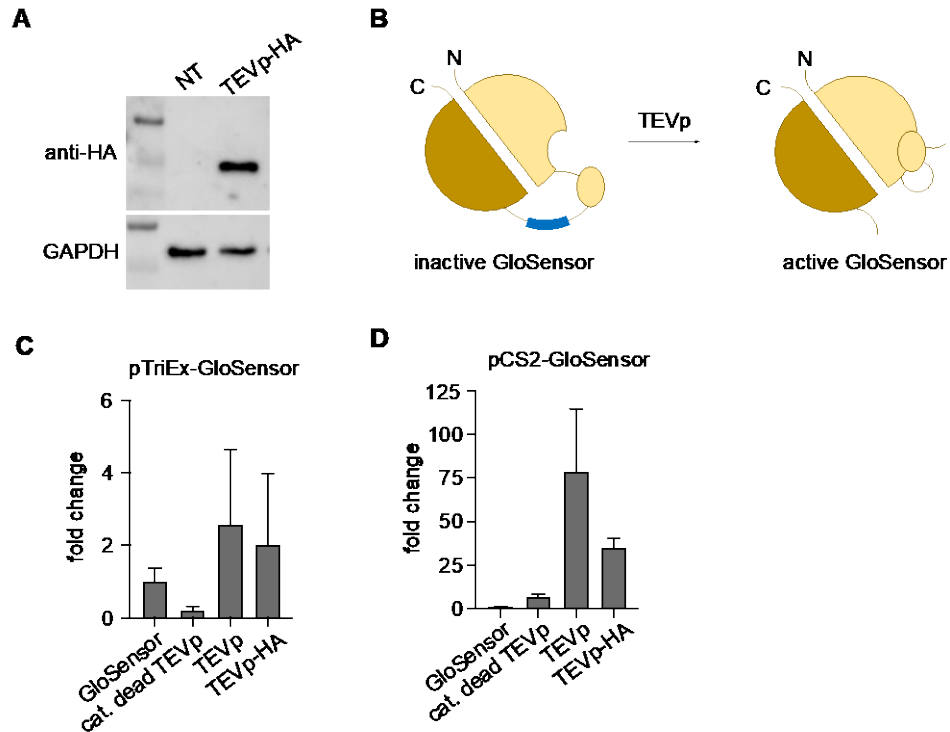 A
NT
TEVp-HA
anti-HA
GAPDH
B
N
C
TEVp
N
C
inactive GloSensor
active GloSensor
C
pTriEx-GloSensor
fold change
6
4
2
0
GloSensor
cat. dead TEVp
TEVp
TEVp-HA
D
pCS2-GloSensor
fold change
125
100
75
50
25
0
GloSensor
cat. dead TEVp
TEVp
TEVp-HA